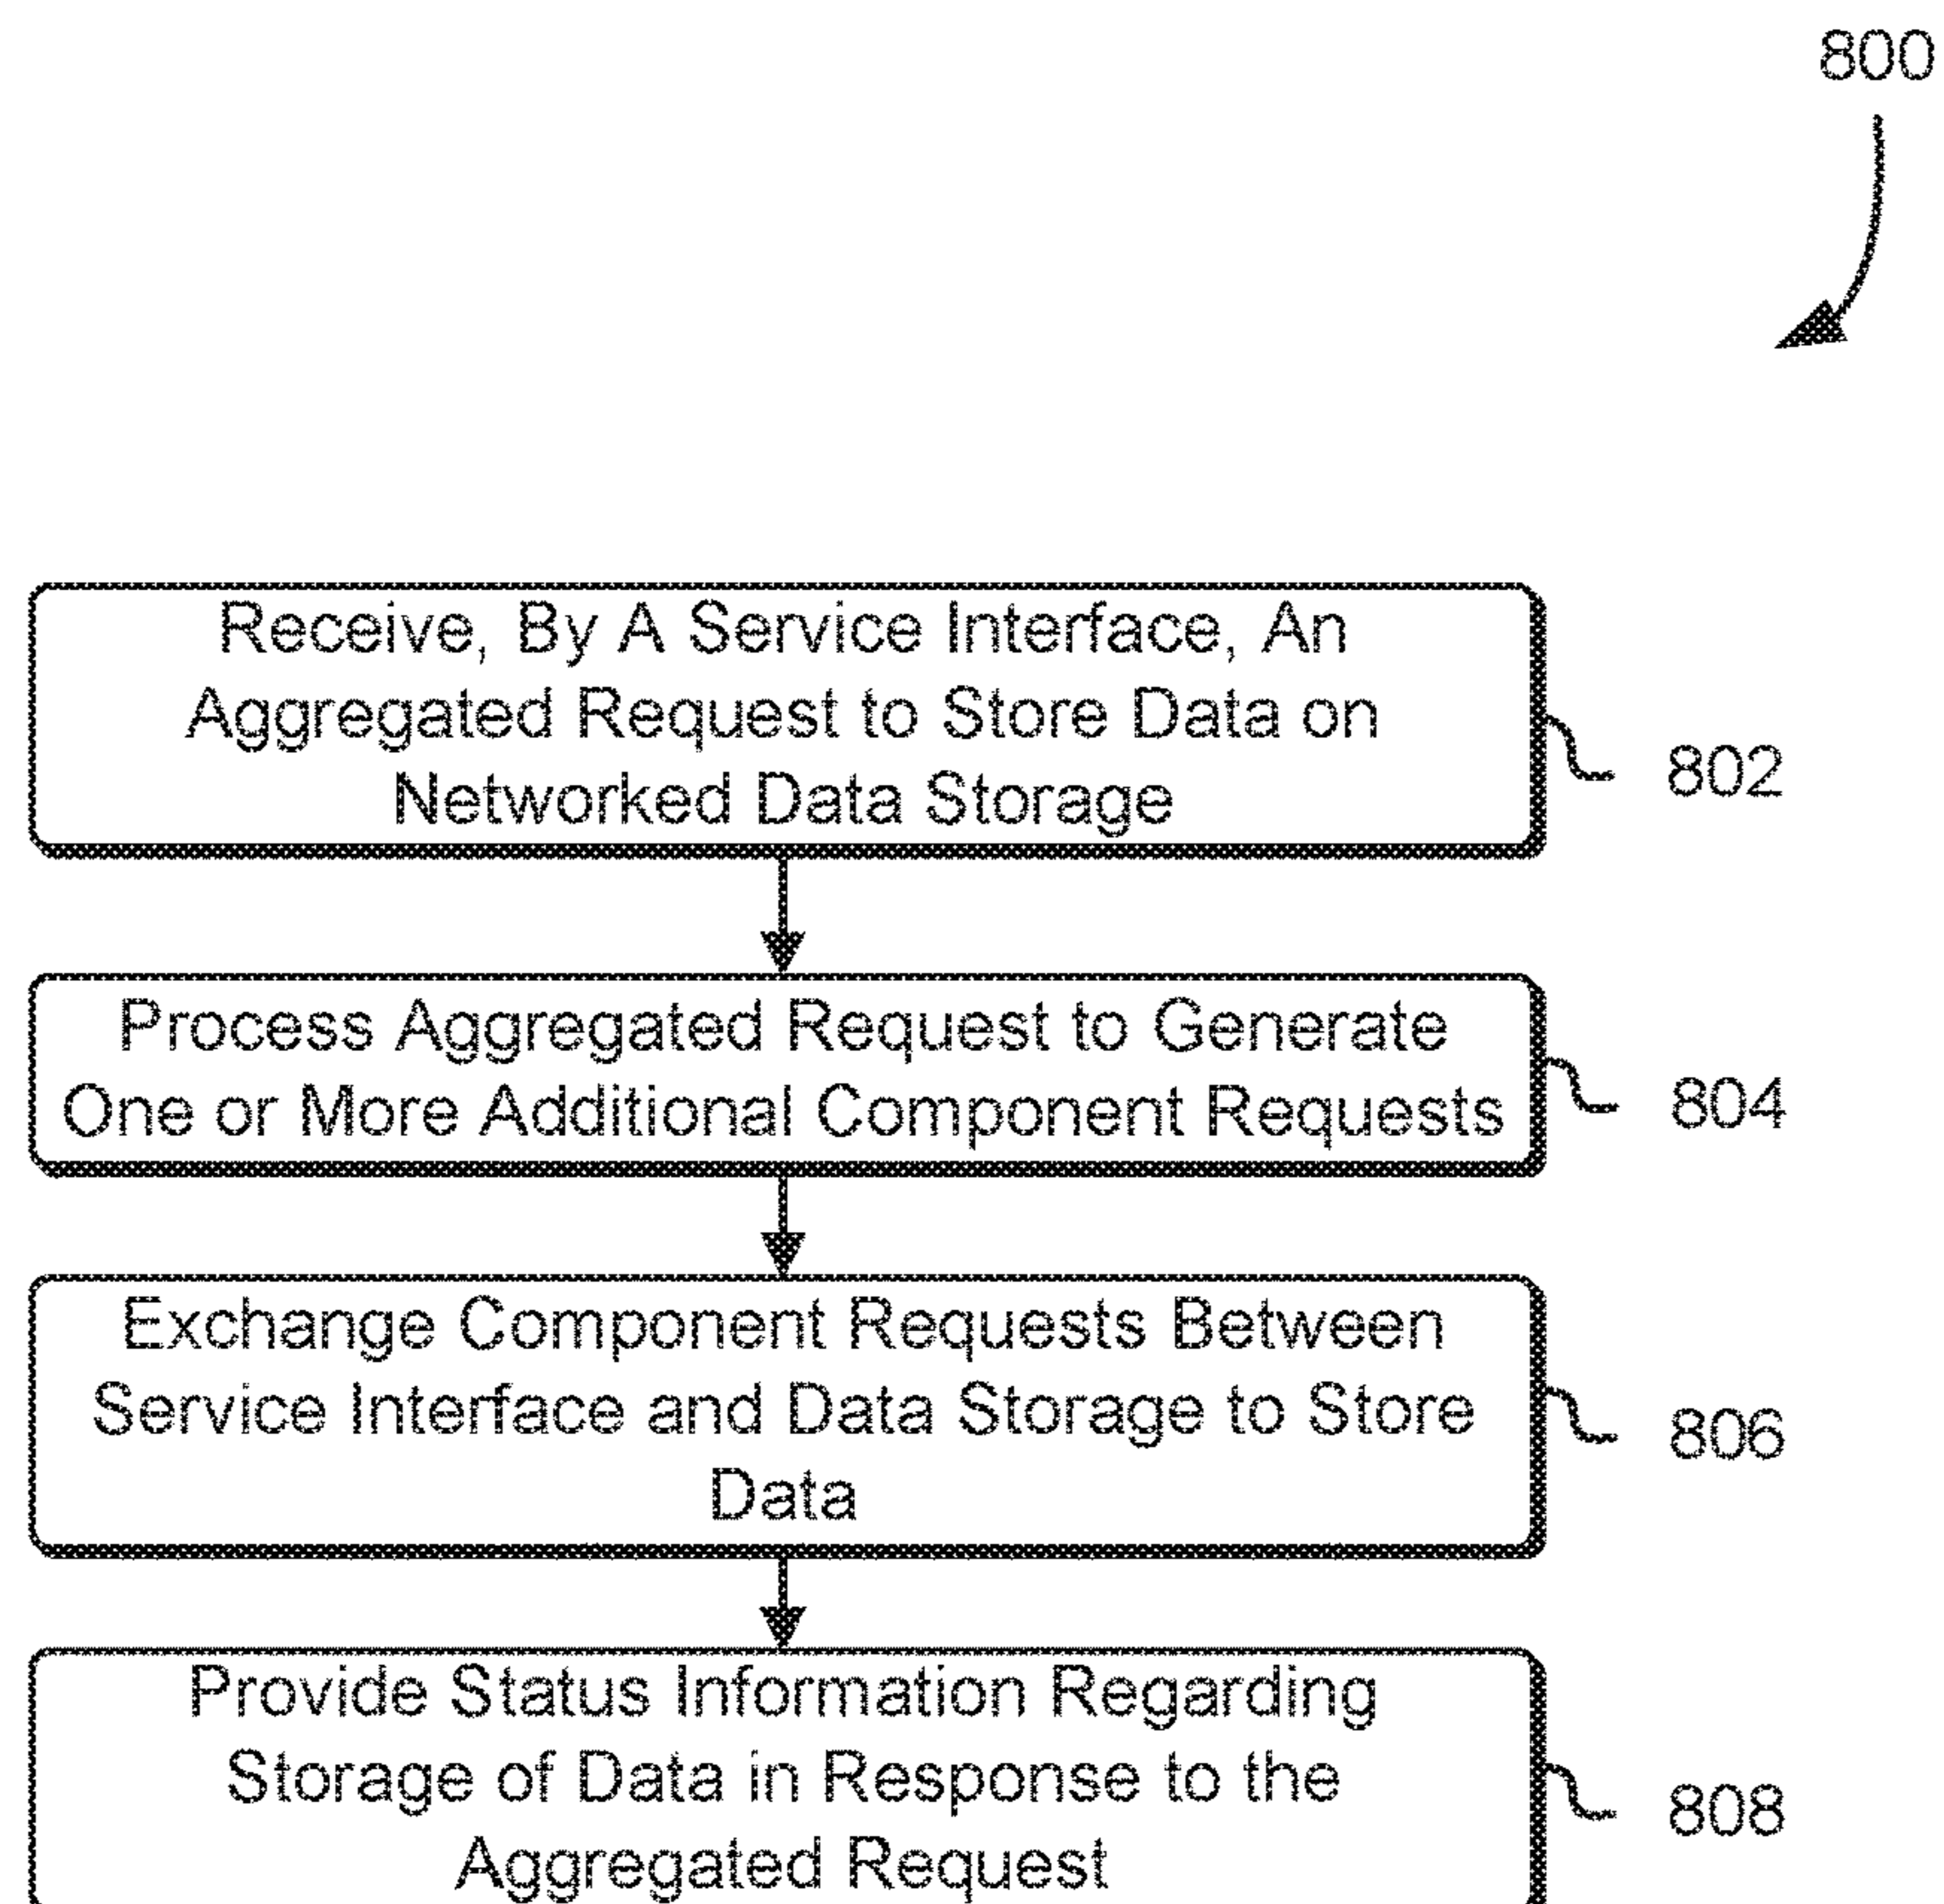 800
Receive, By A Service Interface, An
Aggregated Request to Store Data on
Networked Data Storage
802
Process Aggregated Request to Generate
One or More Additional Component Requests
804
Exchange Component Requests Between
Service Interface and Data Storage to Store
Data
806
Provide Status Information Regarding
Storage of Data in Response to the
Aggregated Request
808